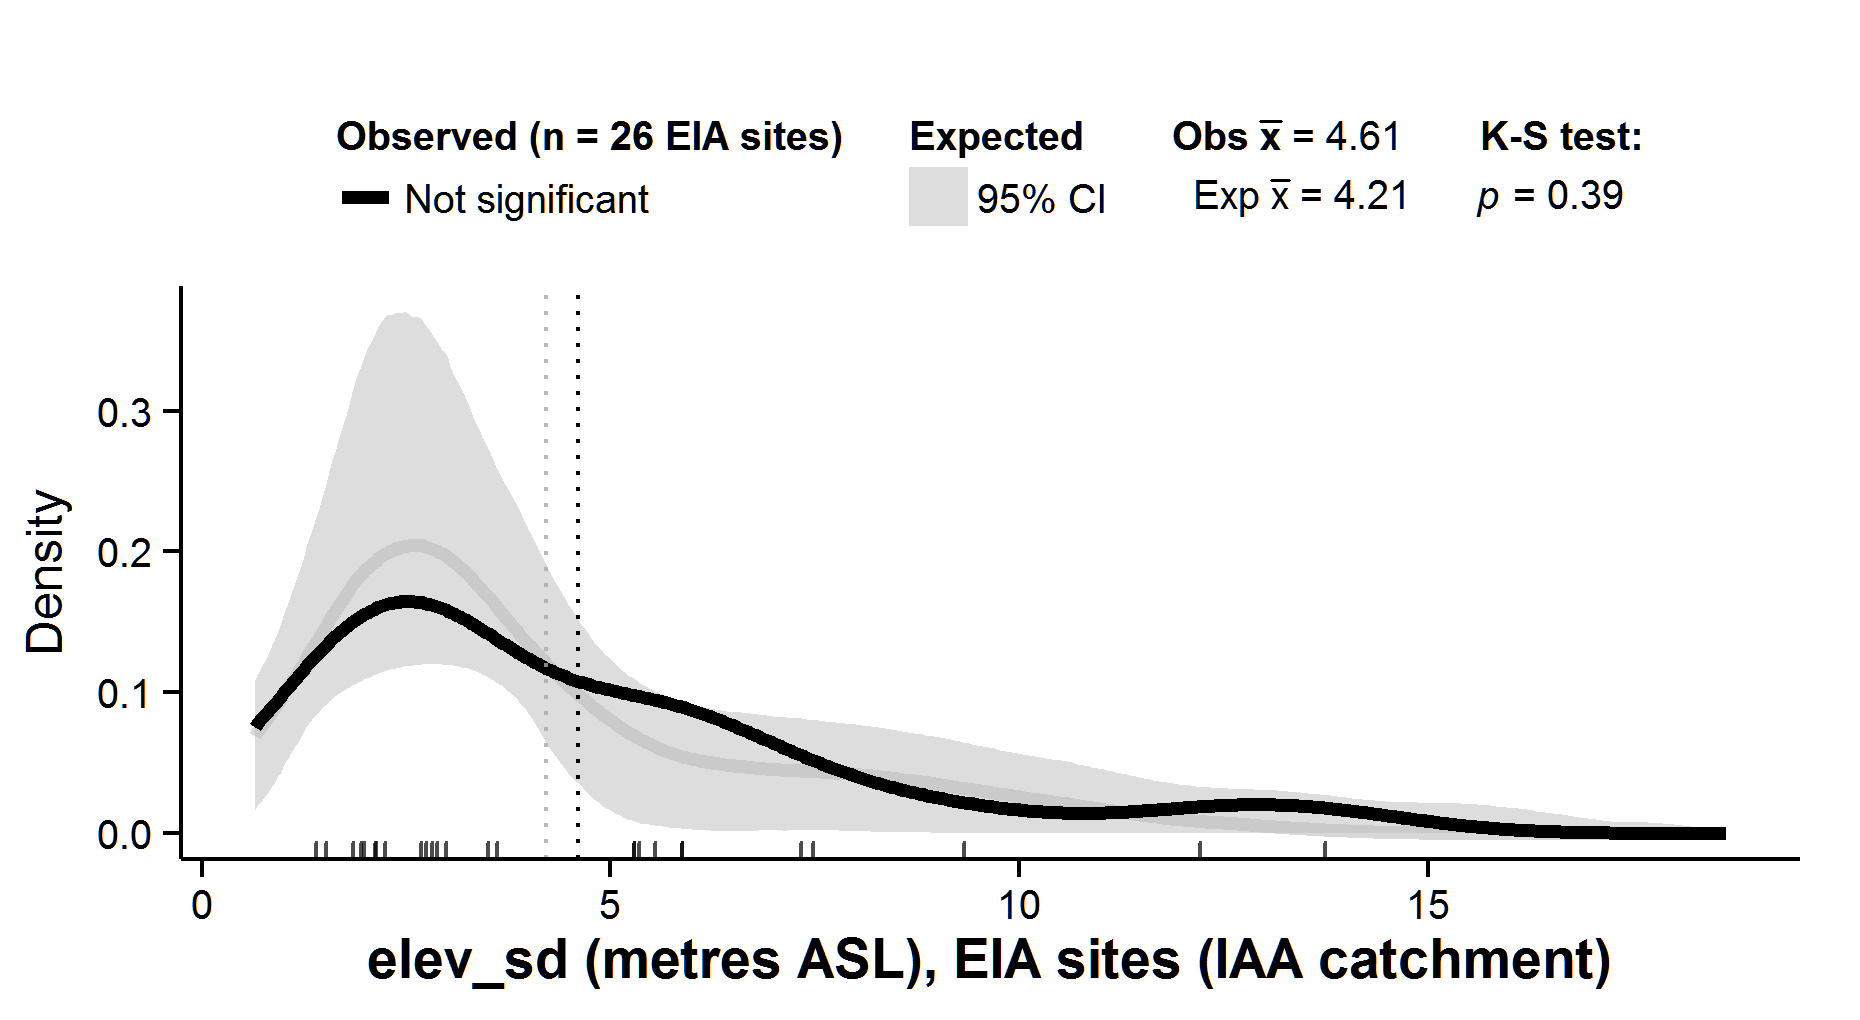 Observed (n = 26 EIA sites) Expected Obs x̅ = 4.61 K-S test:
Not significant 95% CI Exp x̅ = 4.21 p = 0.39
Density
0.3
0.2
0.1
0.0
0 5 10 15
elev_sd (metres ASL), EIA sites (IAA catchment)